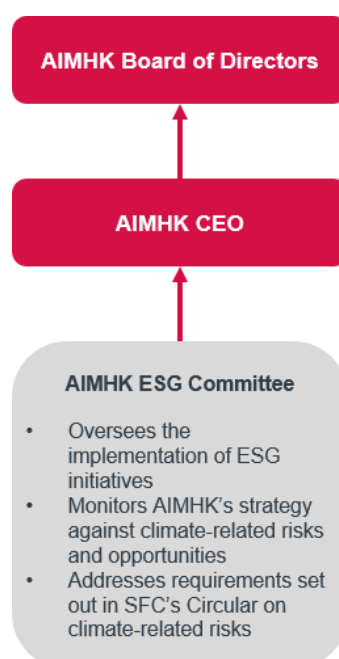 AIMHK Board of Directors
AIMHK CEO
AIMHK ESG Committee
• Oversees the
implementation of ESG
initiatives
• Monitors AIMHK's strategy
against climate-related risks
and opportunities
• Addresses requirements set
out in SFC's Circular on
climate-related risks